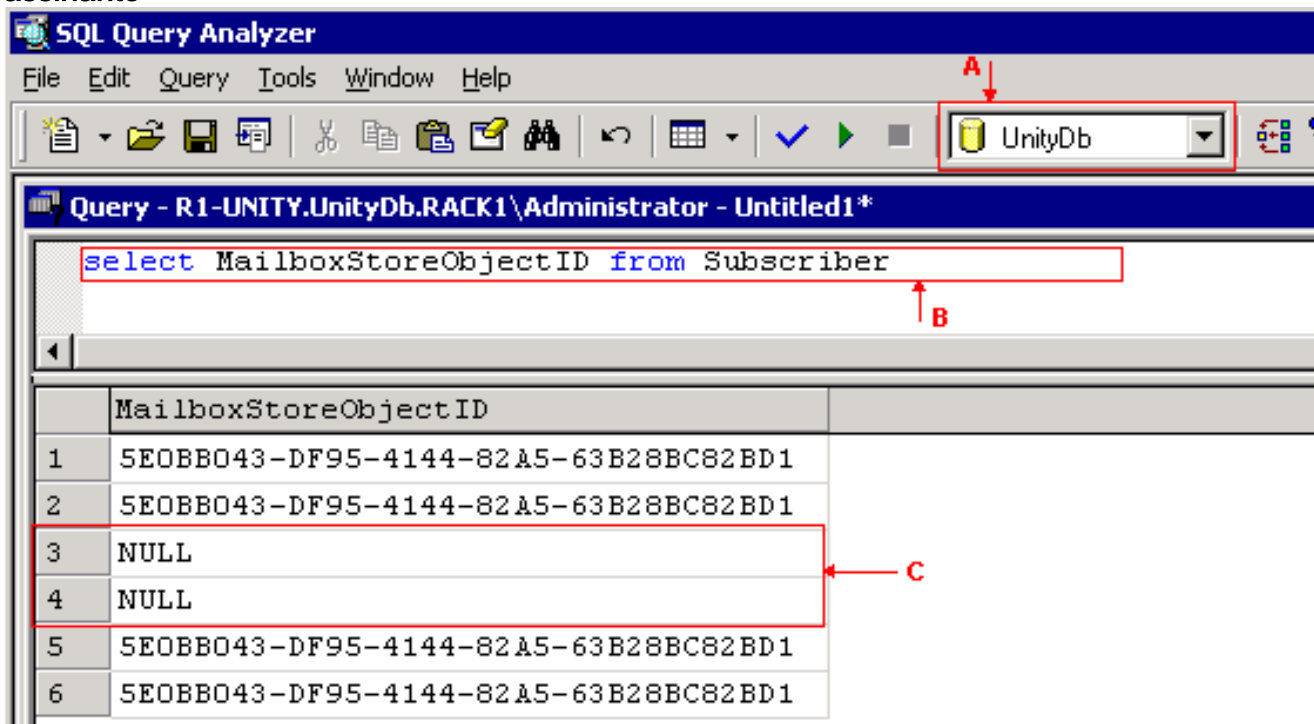 assinante
SQL Query Analyzer
File Edit Query Tools Window Help
A
UnityDb
Query - R1-UNITY.UnityDb.RACK1\Administrator - Untitled1*
select MailboxStoreObjectID from Subscriber
B
MailboxStoreObjectID
1 5E0BB043-DF95-4144-82A5-63B28BC82BD1
2 5E0BB043-DF95-4144-82A5-63B28BC82BD1
3 NULL
C
4 NULL
5 5E0BB043-DF95-4144-82A5-63B28BC82BD1
6 5E0BB043-DF95-4144-82A5-63B28BC82BD1